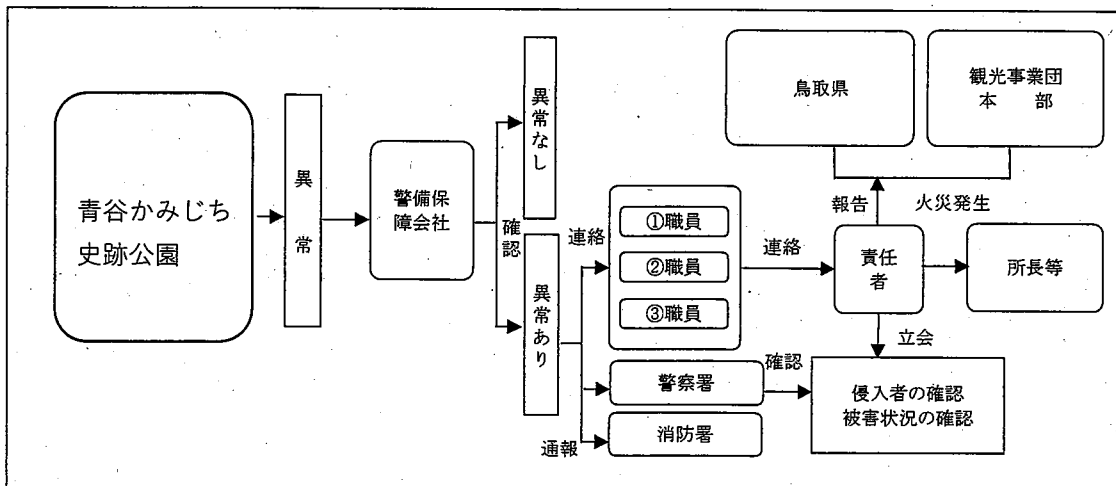 青谷かみじち
史跡公園
異
常
警備保
障会社
確認
異常なし
異常あり
連絡
①職員
②職員
③職員
警察署
消防署
通報
連絡
責任
者
報告
火災発生
鳥取県
観光事業団
本　　部
所長等
立会
確認
侵入者の確認
被害状況の確認